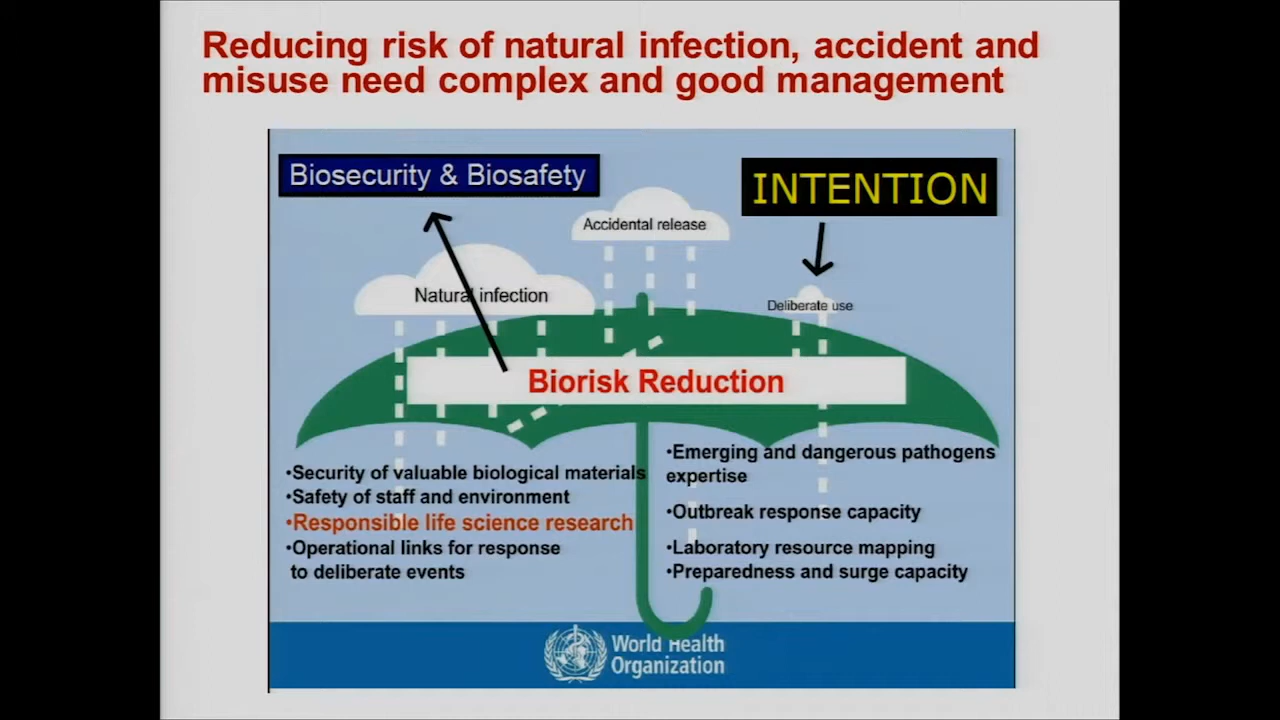 Reducing risk of natural infection, accident and
misuse need complex and good management
Biosecurity & Biosafety
INTENTION
Accidental release
Natural infection
Deliberate use
Biorisk Reduction
•Security of valuable biological materials
•Safety of staff and environment
•Responsible life science research
•Operational links for response
to deliberate events
•Emerging and dangerous pathogens
expertise
•Outbreak response capacity
•Laboratory resource mapping
•Preparedness and surge capacity
World Health
Organization